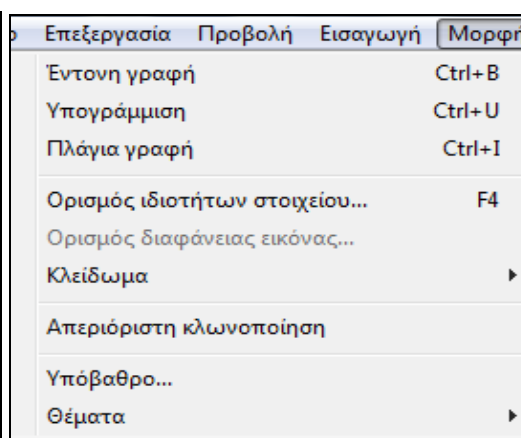 Επεξεργασία Προβολή Εισαγωγή Μορφή
Έντονη γραφή Ctrl+B
Υπογράμμιση Ctrl+U
Πλάγια γραφή Ctrl+I
Ορισμός ιδιοτήτων στοιχείου... F4
Ορισμός διαφάνειας εικόνας...
Κλείδωμα
Απεριόριστη κλωνοποίηση
Υπόβαθρο...
Θέματα